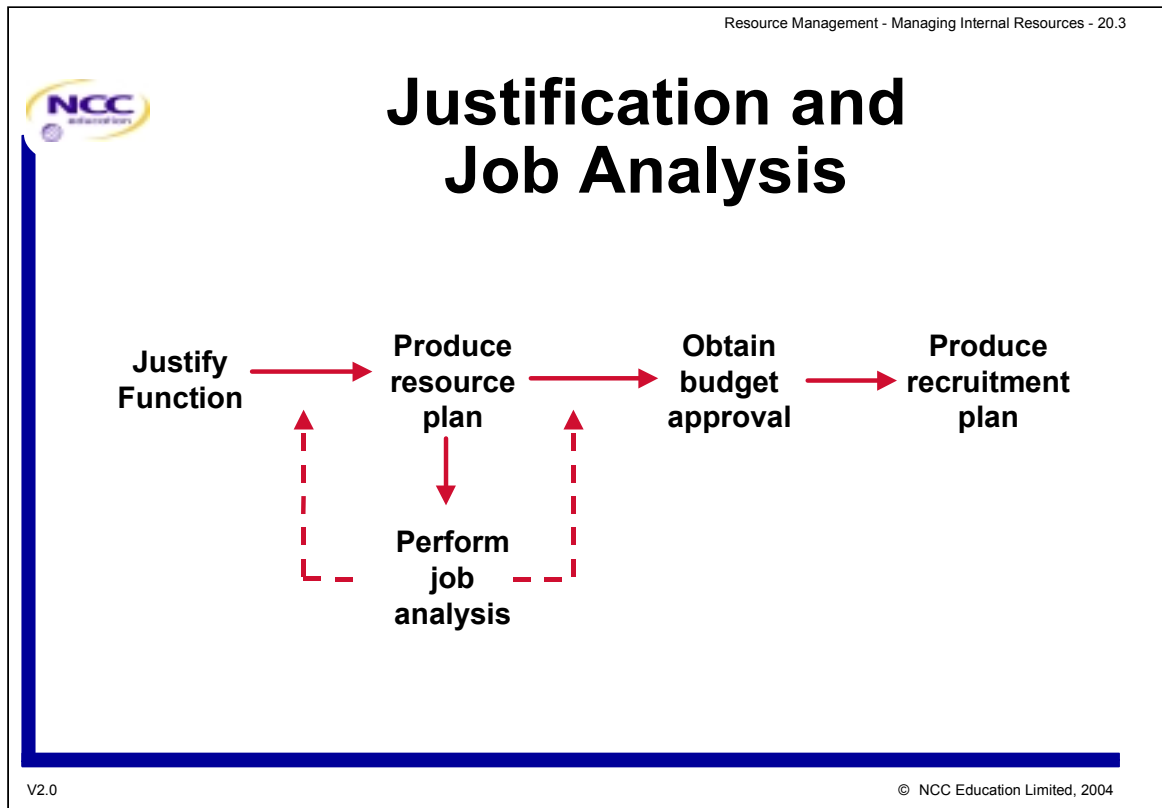 Resource Management - Managing Internal Resources - 20.3
NCC
education
Justification and
Job Analysis
Justify
Function
Produce
resource
plan
Obtain
budget
approval
Produce
recruitment
plan
Perform
job
analysis
V2.0
© NCC Education Limited, 2004